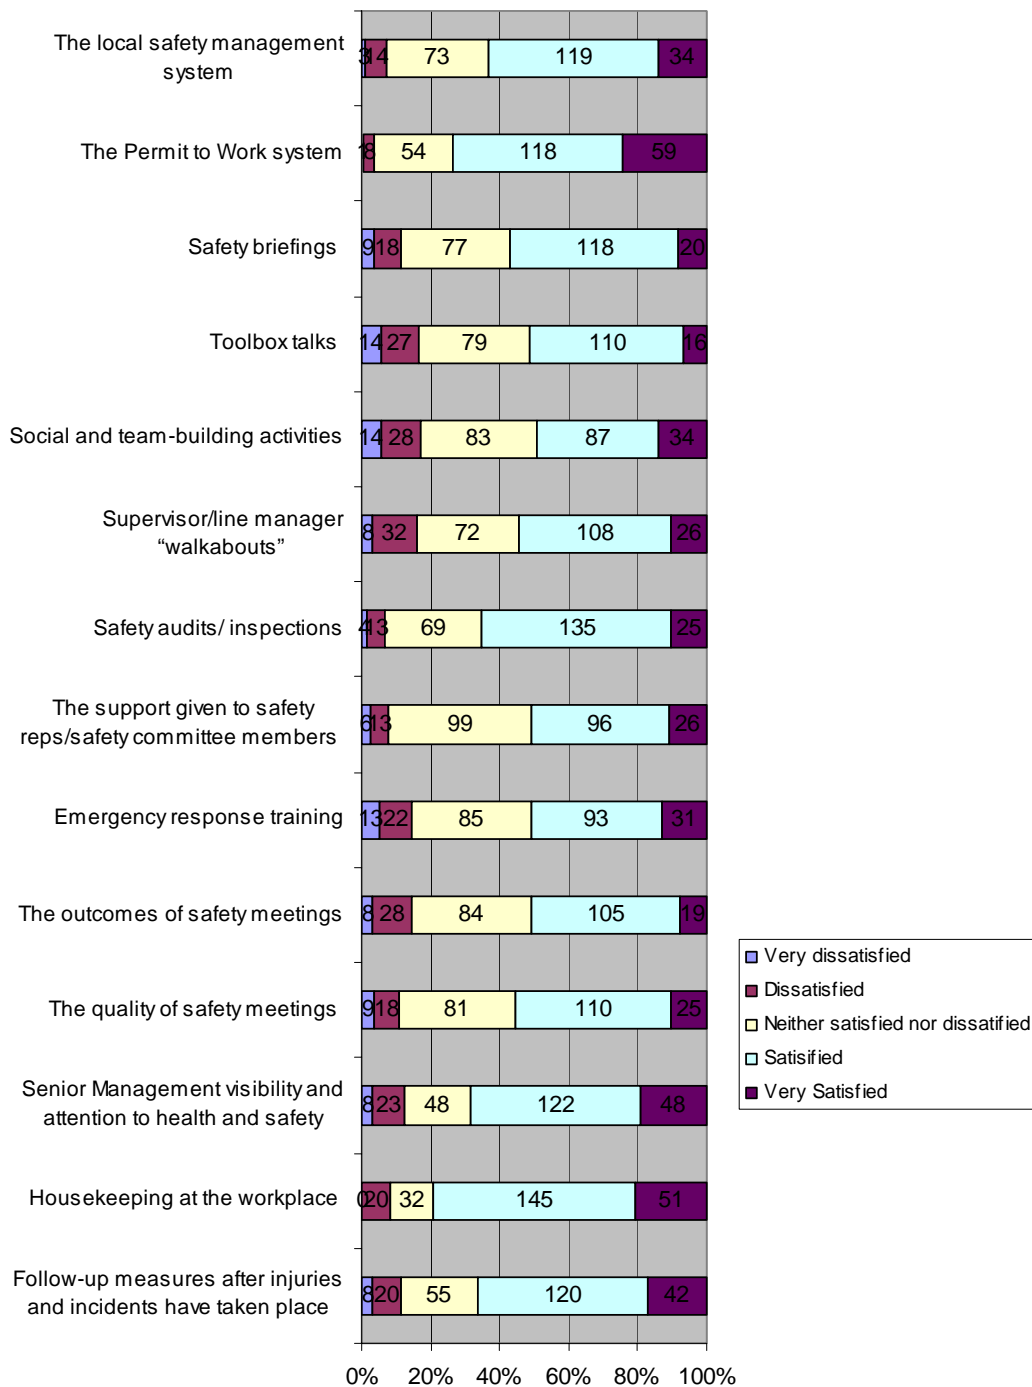 The local safety management
system
3 14 73 119 34
The Permit to Work system
1 8 54 118 59
Safety briefings
9 18 77 118 20
Toolbox talks
14 27 79 110 16
Social and team-building activities
14 28 83 87 34
Supervisor/line manager
“walkabouts”
8 32 72 108 26
Safety audits/ inspections
4 13 69 135 25
The support given to safety
reps/safety committee members
6 13 99 96 26
Emergency response training
13 22 85 93 31
The outcomes of safety meetings
8 28 84 105 19
The quality of safety meetings
9 18 81 110 25
Senior Management visibility and
attention to health and safety
8 23 48 122 48
Housekeeping at the workplace
0 20 32 145 51
Follow-up measures after injuries
and incidents have taken place
8 20 55 120 42
0% 20% 40% 60% 80% 100%
Very dissatisfied
Dissatisfied
Neither satisfied nor dissatified
Satisified
Very Satisfied